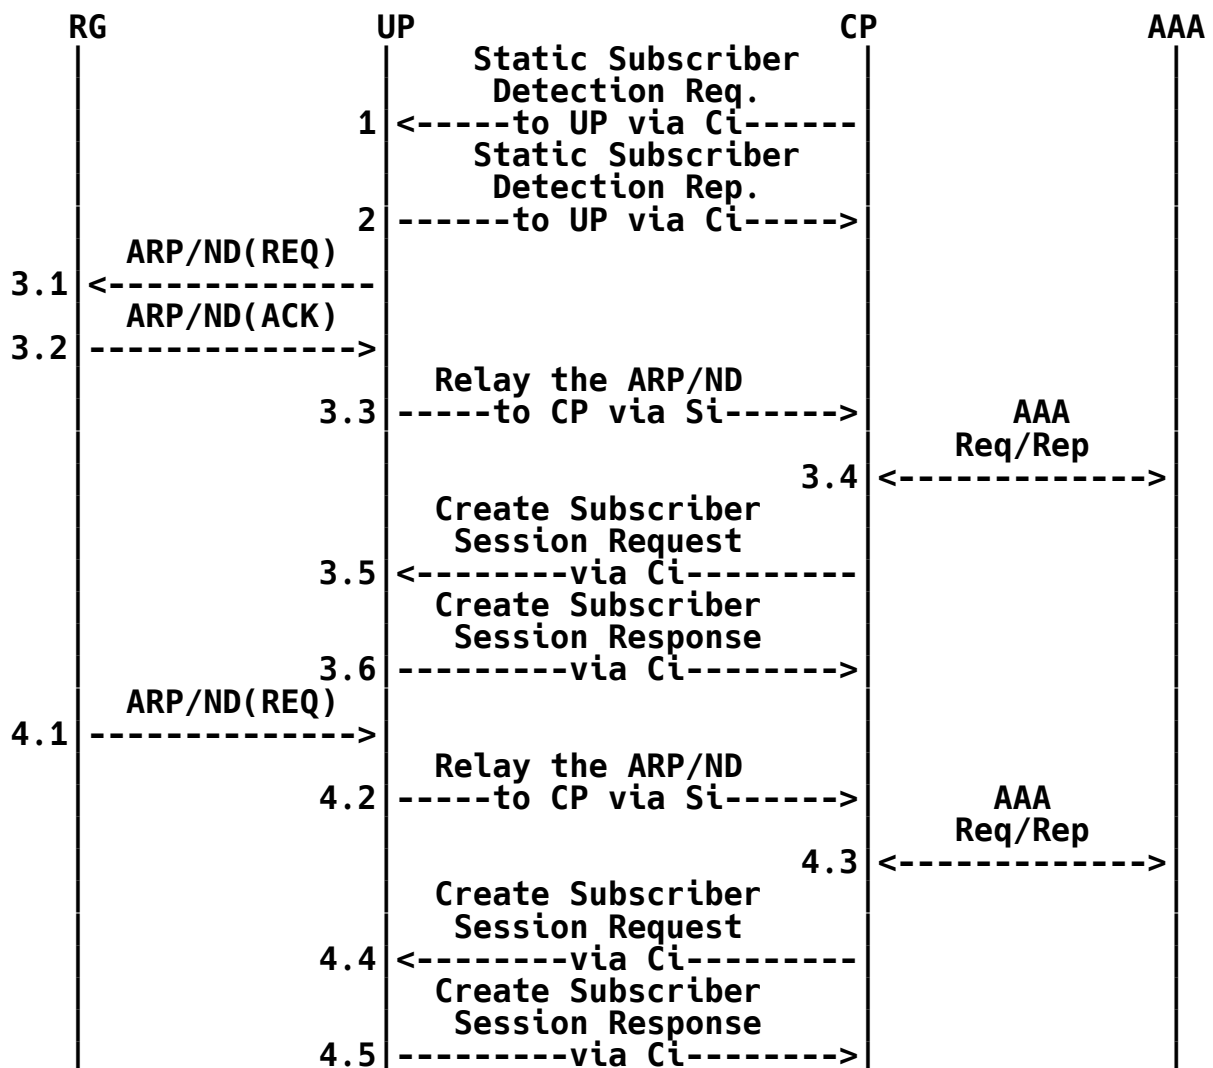 RG UP CP AAA
Static Subscriber
Detection Req.
1 <-----to UP via Ci------
Static Subscriber
Detection Rep.
2 ------to UP via Ci----->
ARP/ND(REQ)
3.1 <--------------
ARP/ND(ACK)
3.2 -------------->
Relay the ARP/ND
3.3 -----to CP via Si------> AAA
Req/Rep
3.4 <------------->
Create Subscriber
Session Request
3.5 <--------via Ci---------
Create Subscriber
Session Response
3.6 ---------via Ci-------->
ARP/ND(REQ)
4.1 -------------->
Relay the ARP/ND
4.2 -----to CP via Si------> AAA
Req/Rep
4.3 <------------->
Create Subscriber
Session Request
4.4 <--------via Ci---------
Create Subscriber
Session Response
4.5 ---------via Ci-------->